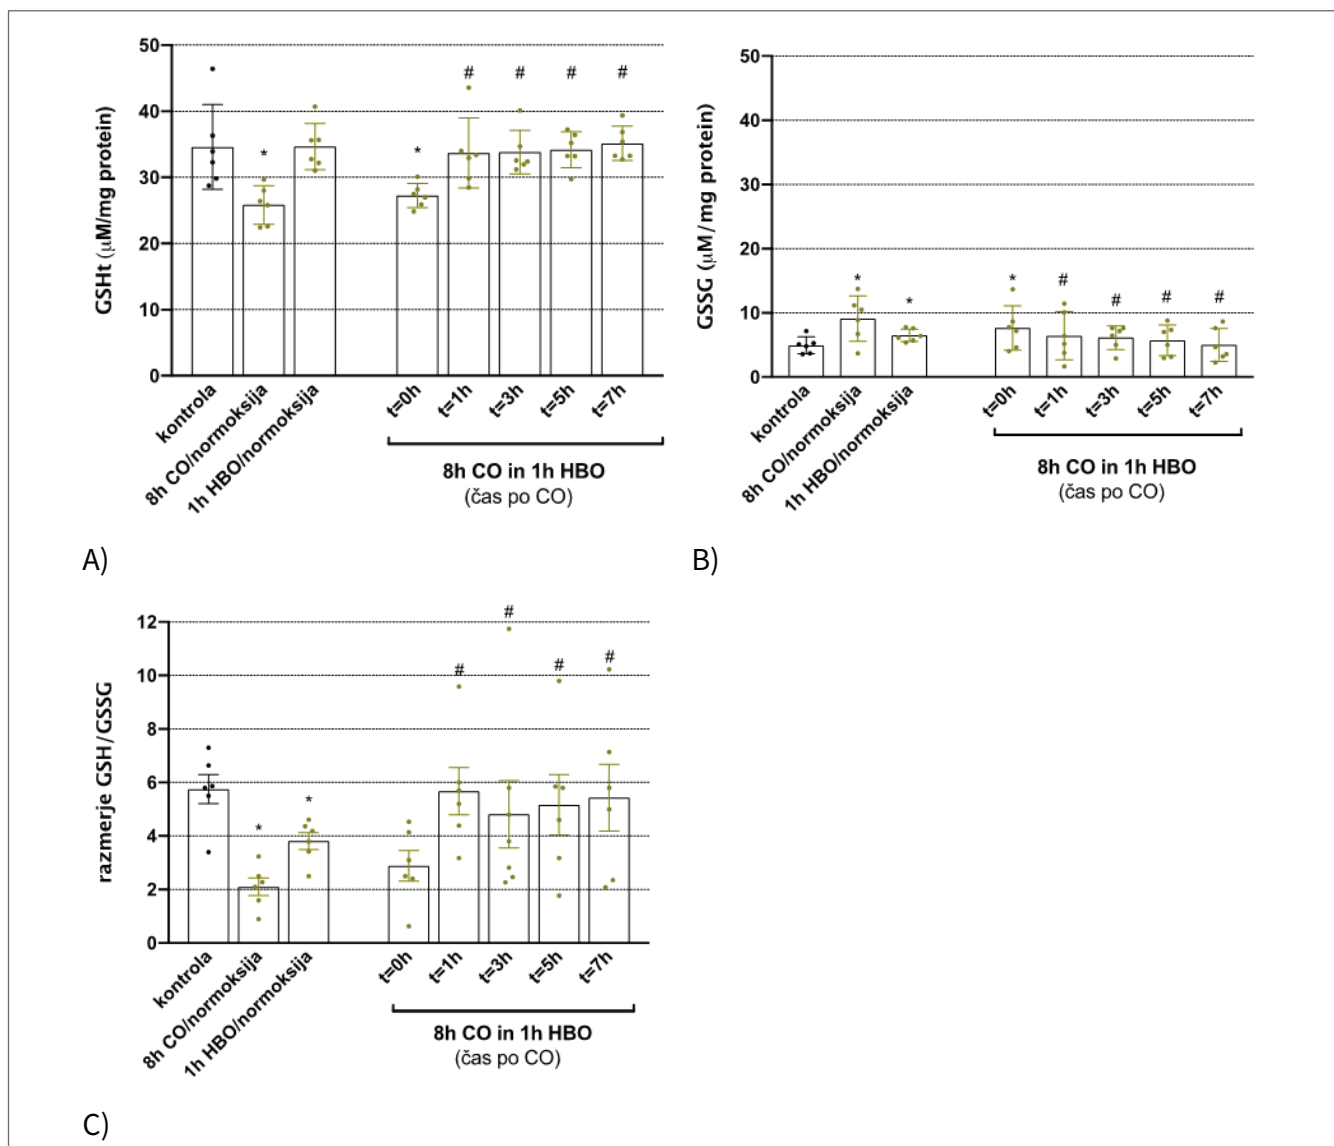 50
40
30
20
10
0
GSHt (µM/mg protein)
*
*
#
#
#
#
kontrola
8h CO/normoksija
1h HBO/normoksija
t=0h
t=1h
t=3h
t=5h
t=7h
8h CO in 1h HBO
(čas po CO)
A)
50
40
30
20
10
0
GSSG (µM/mg protein)
*
*
*
#
#
#
#
kontrola
8h CO/normoksija
1h HBO/normoksija
t=0h
t=1h
t=3h
t=5h
t=7h
8h CO in 1h HBO
(čas po CO)
B)
12
10
8
6
4
2
0
razmerje GSH/GSSG
*
*
#
#
#
#
kontrola
8h CO/normoksija
1h HBO/normoksija
t=0h
t=1h
t=3h
t=5h
t=7h
8h CO in 1h HBO
(čas po CO)
C)